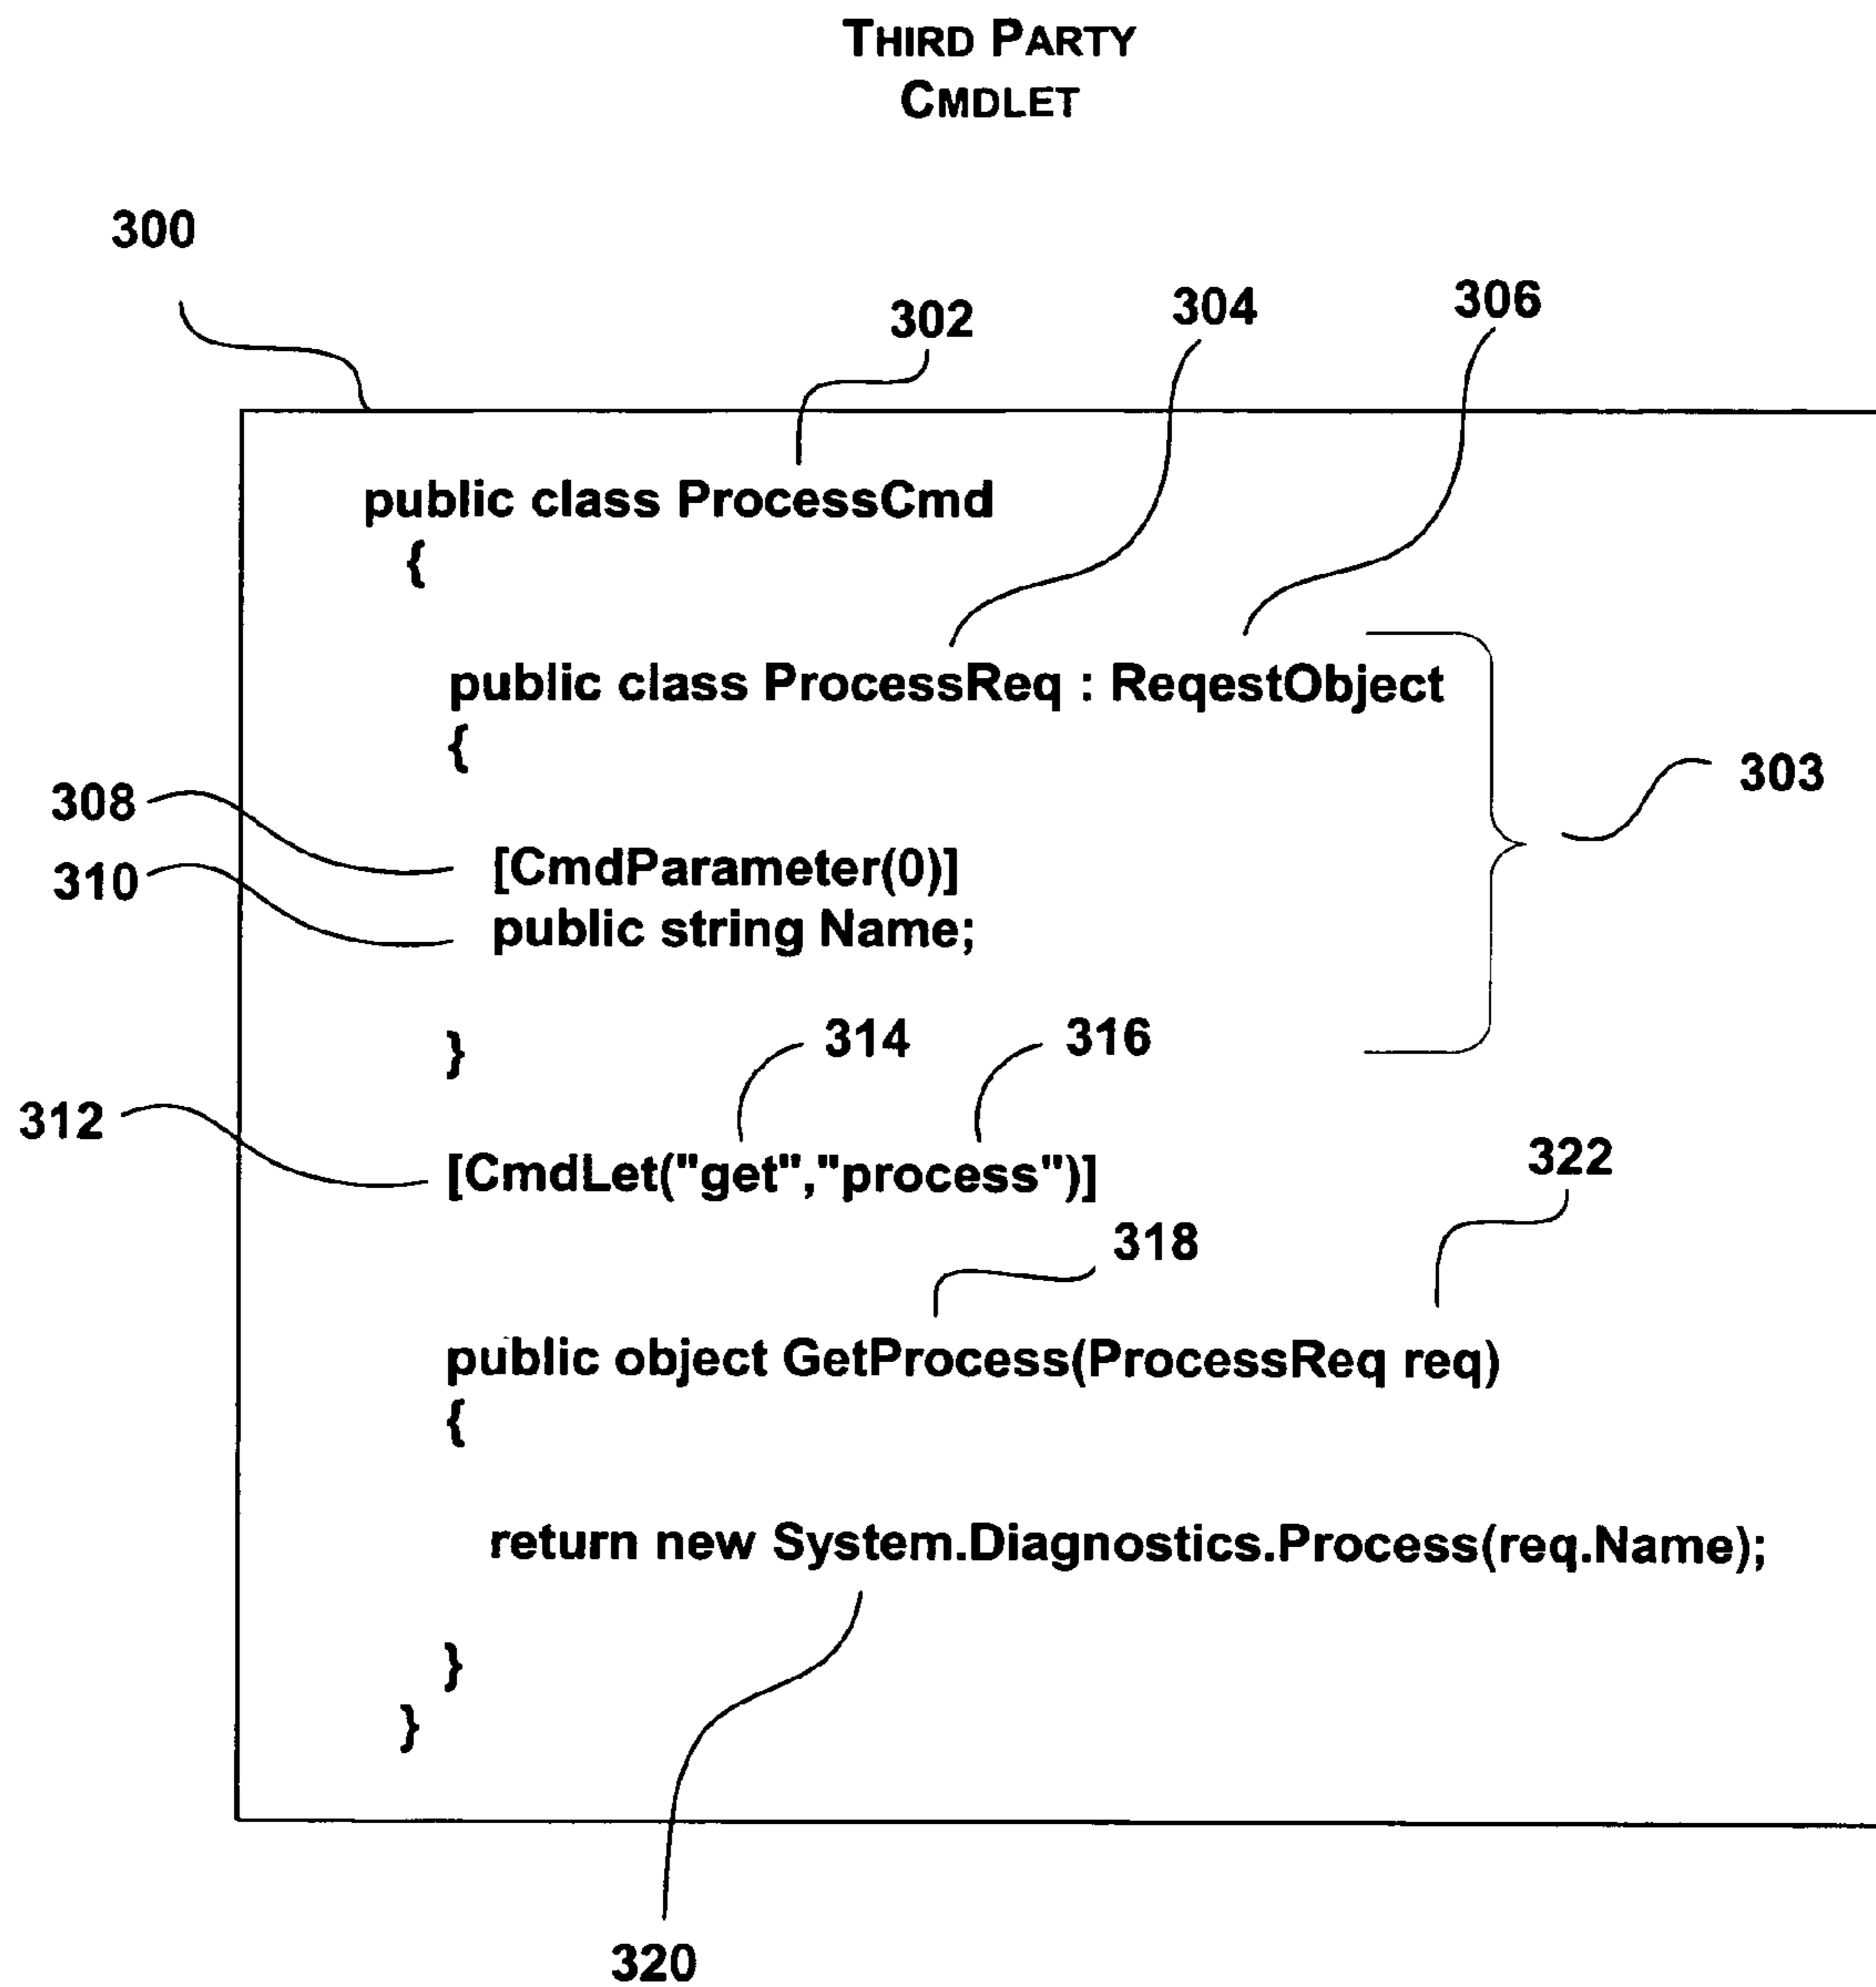 THIRD PARTY
CMDLET
300
302
304
306
public class ProcessCmd
{
public class ProcessReq : ReqestObject
{
303
308
[CmdParameter(0)]
310
public string Name;
}
314
316
312
[CmdLet("get","process")]
322
318
public object GetProcess(ProcessReq req)
{
return new System.Diagnostics.Process(req.Name);
}
}
320